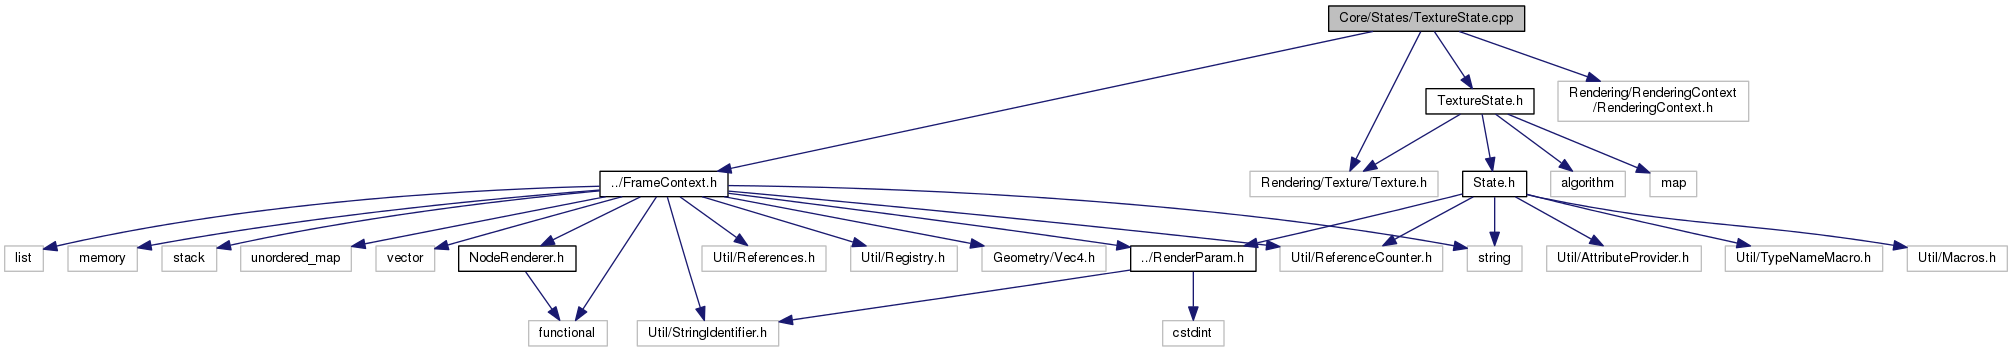 Core/States/TextureState.cpp
TextureState.h
Rendering/RenderingContext
/RenderingContext.h
../FrameContext.h
Rendering/Texture/Texture.h
State.h
algorithm
map
list
memory
stack
unordered_map
vector
NodeRenderer.h
Util/References.h
Util/Registry.h
Geometry/Vec4.h
../RenderParam.h
Util/ReferenceCounter.h
string
Util/AttributeProvider.h
Util/TypeNameMacro.h
Util/Macros.h
functional
Util/StringIdentifier.h
cstdint